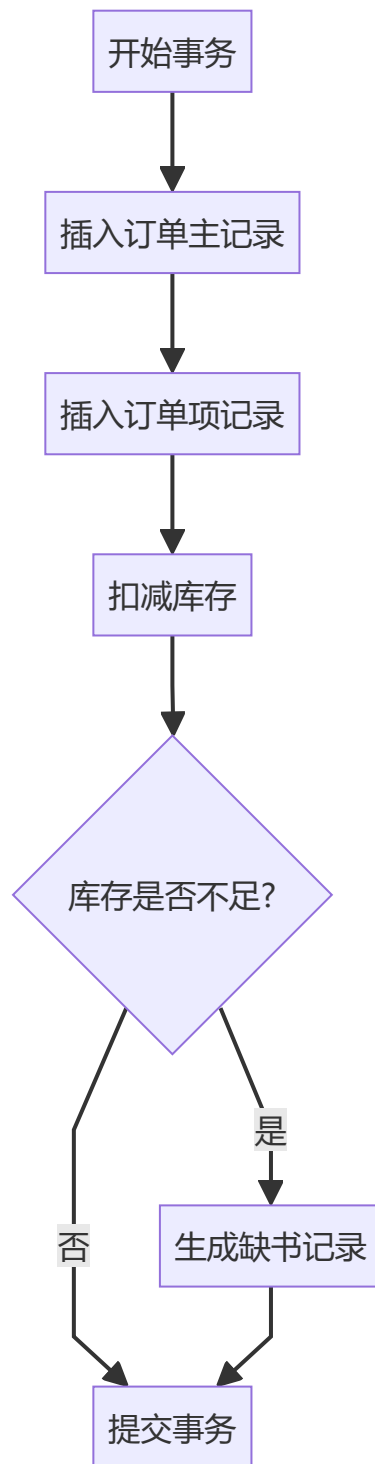 开始事务
插入订单主记录
插入订单项记录
扣减库存
库存是否不足?
是
否
生成缺书记录
提交事务